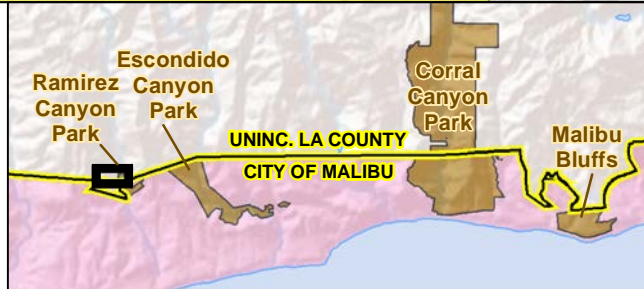 Ramirez
Canyon
Park
Escondido
Canyon
Park
UNINC. LA COUNTY
CITY OF MALIBU
Corral
Canyon
Park
Malibu
Bluffs